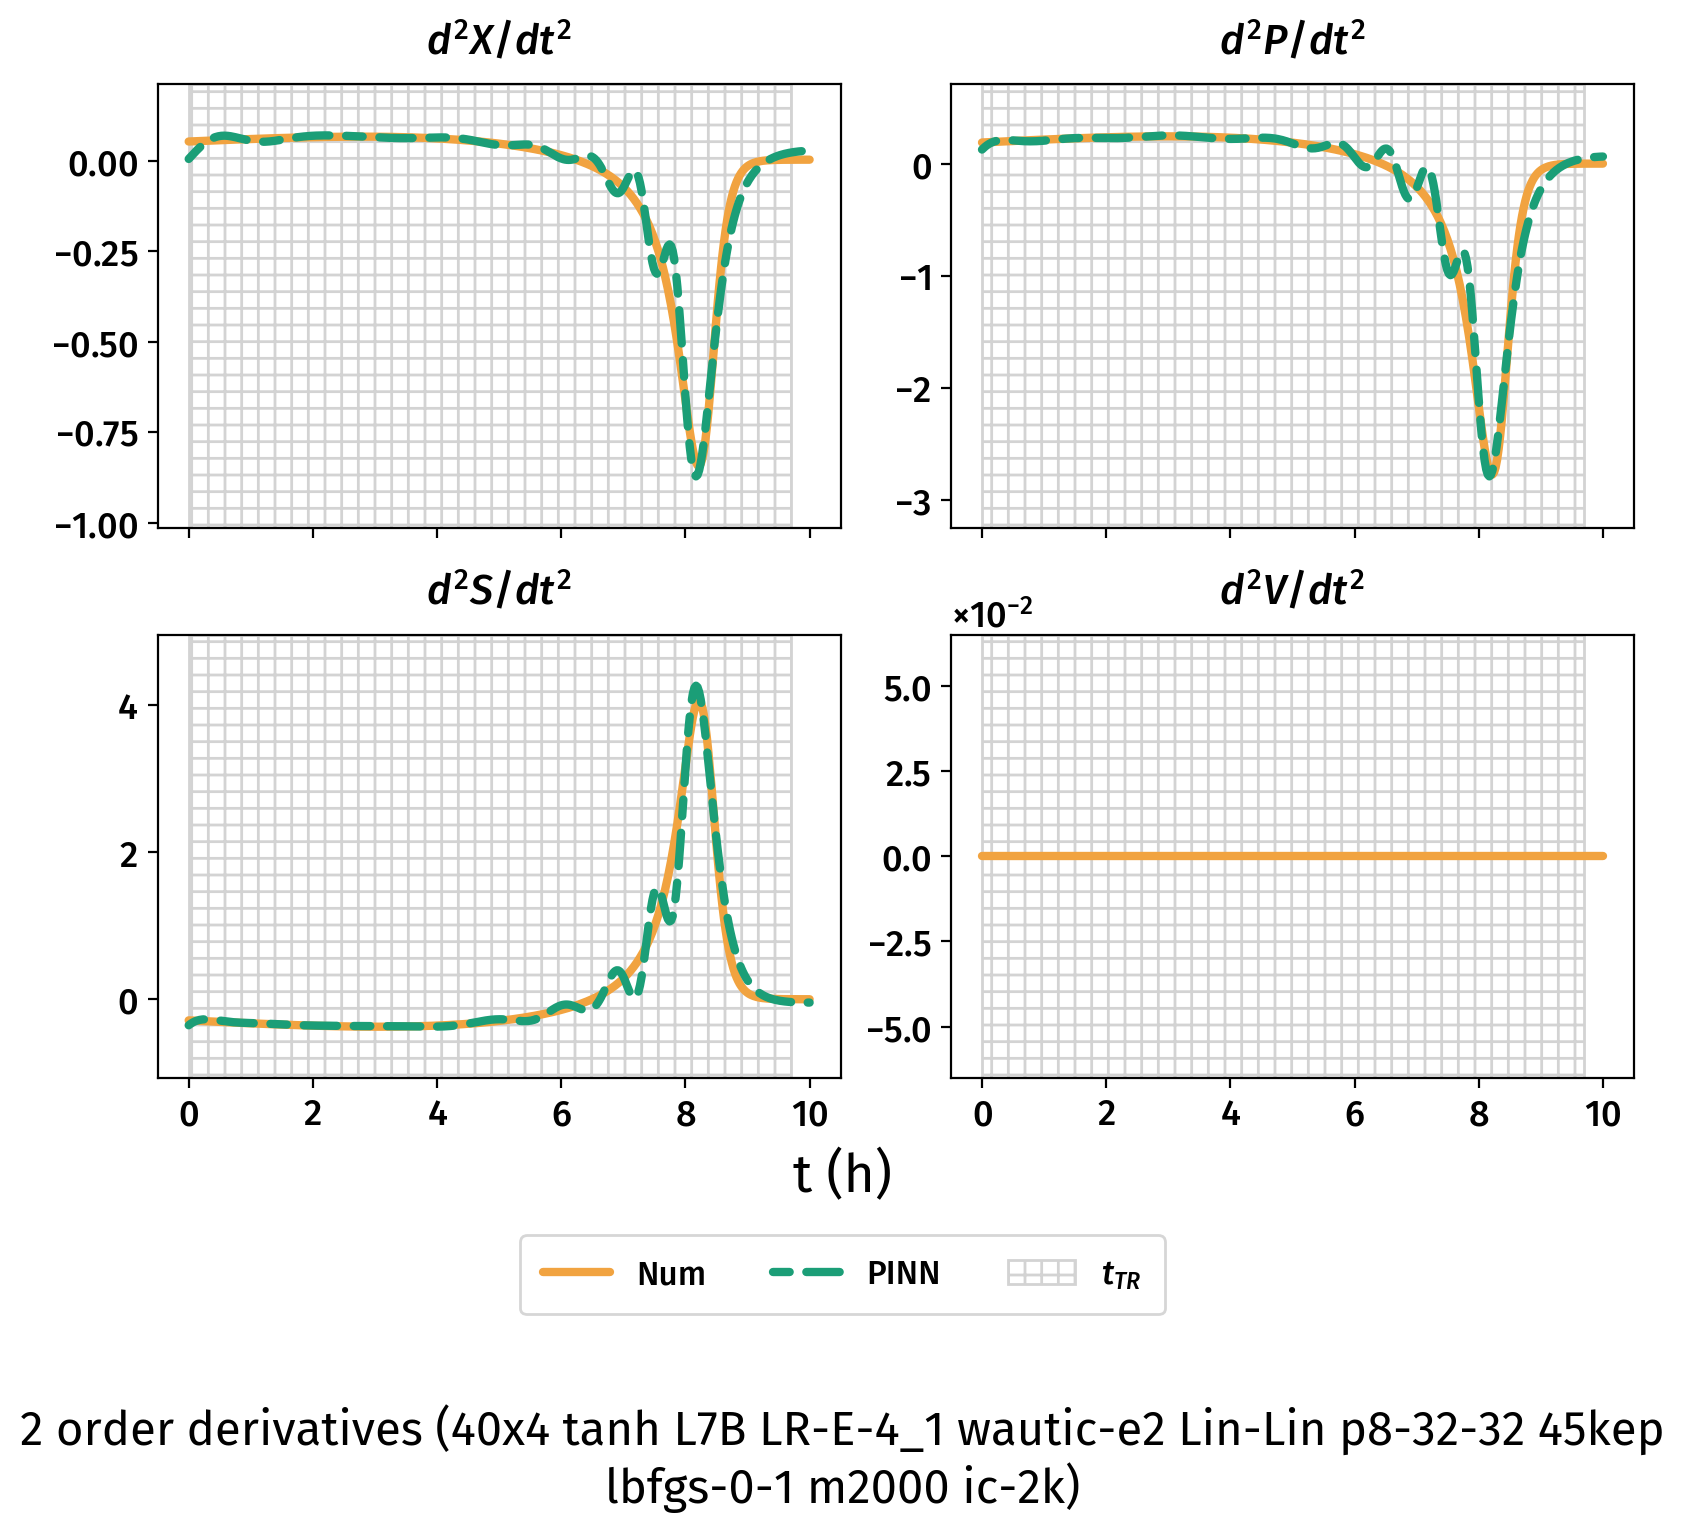 d²X/dt²
d²P/dt²
0.00
−0.25
−0.50
−0.75
−1.00
0
−1
−2
−3
d²S/dt²
d²V/dt²
×10⁻²
4
2
0
5.0
2.5
0.0
−2.5
−5.0
0 2 4 6 8 10
0 2 4 6 8 10
t (h)
Num PINN t_TR
2 order derivatives (40x4 tanh L7B LR-E-4_1 wautic-e2 Lin-Lin p8-32-32 45kep
lbfgs-0-1 m2000 ic-2k)